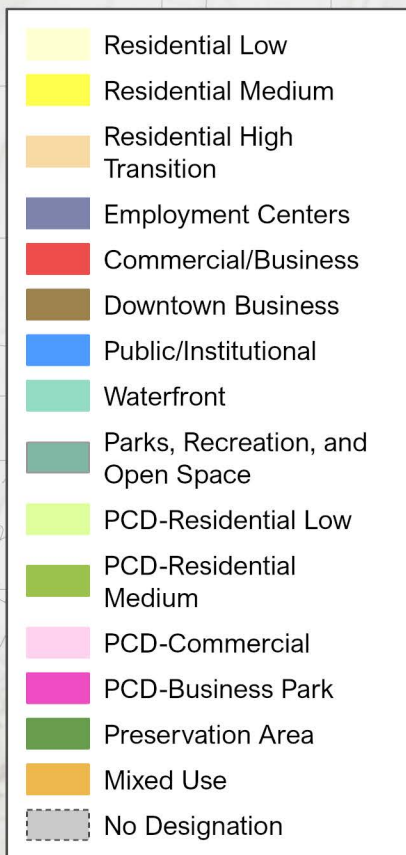 Residential Low
Residential Medium
Residential High
Transition
Employment Centers
Commercial/Business
Downtown Business
Public/Institutional
Waterfront
Parks, Recreation, and
Open Space
PCD-Residential Low
PCD-Residential
Medium
PCD-Commercial
PCD-Business Park
Preservation Area
Mixed Use
No Designation